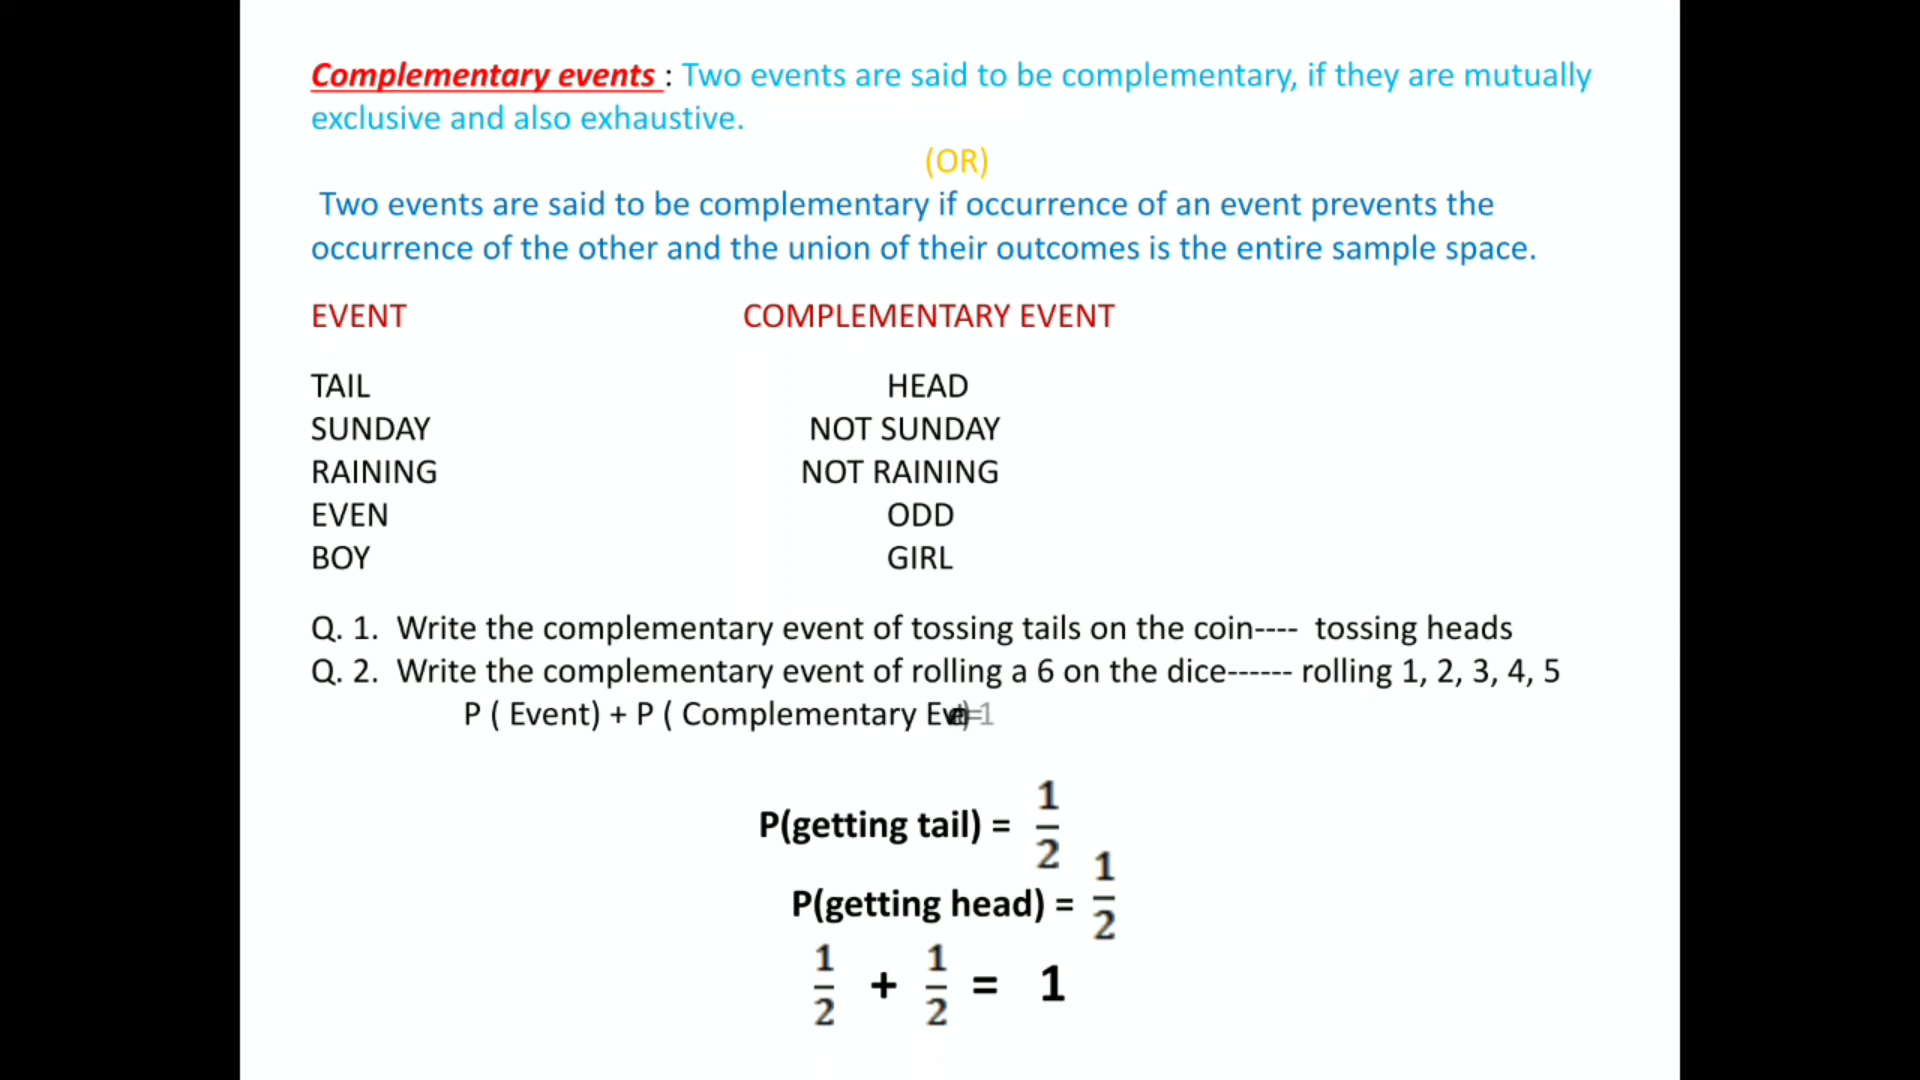 Complementary events : Two events are said to be complementary, if they are mutually
exclusive and also exhaustive.
(OR)
Two events are said to be complementary if occurrence of an event prevents the
occurrence of the other and the union of their outcomes is the entire sample space.
EVENT COMPLEMENTARY EVENT
TAIL HEAD
SUNDAY NOT SUNDAY
RAINING NOT RAINING
EVEN ODD
BOY GIRL
Q. 1. Write the complementary event of tossing tails on the coin---- tossing heads
Q. 2. Write the complementary event of rolling a 6 on the dice------ rolling 1, 2, 3, 4, 5
P ( Event) + P ( Complementary = 1
P(getting tail) = 1/2
P(getting head) = 1/2
1/2 + 1/2 = 1